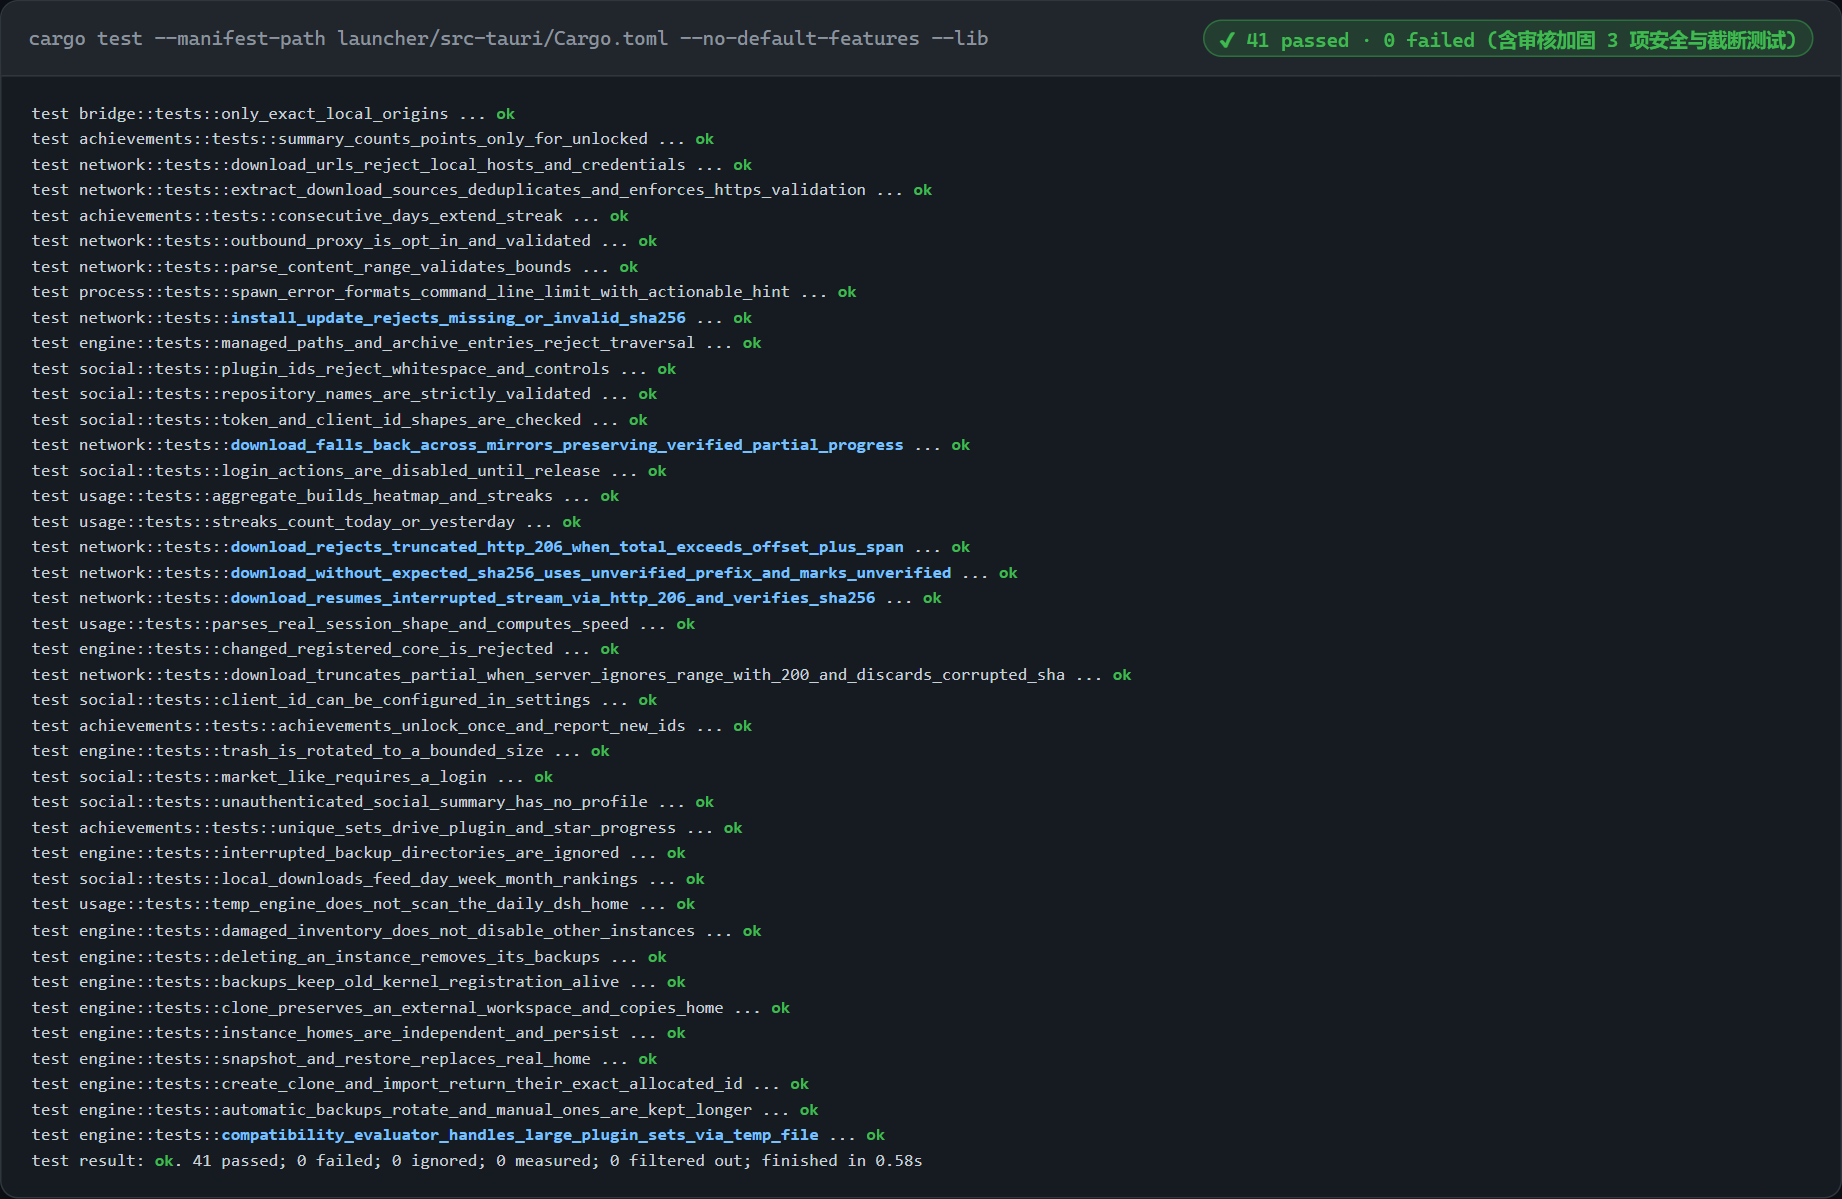 cargo test --manifest-path launcher/src-tauri/Cargo.toml --no-default-features --lib
✓ 41 passed · 0 failed (含审核加固 3 项安全与截断测试)
test bridge::tests::only_exact_local_origins ... ok
test achievements::tests::summary_counts_points_only_for_unlocked ... ok
test network::tests::download_urls_reject_local_hosts_and_credentials ... ok
test network::tests::extract_download_sources_deduplicates_and_enforces_https_validation ... ok
test achievements::tests::consecutive_days_extend_streak ... ok
test network::tests::outbound_proxy_is_opt_in_and_validated ... ok
test network::tests::parse_content_range_validates_bounds ... ok
test process::tests::spawn_error_formats_command_line_limit_with_actionable_hint ... ok
test network::tests::install_update_rejects_missing_or_invalid_sha256 ... ok
test engine::tests::managed_paths_and_archive_entries_reject_traversal ... ok
test social::tests::plugin_ids_reject_whitespace_and_controls ... ok
test social::tests::repository_names_are_strictly_validated ... ok
test social::tests::token_and_client_id_shapes_are_checked ... ok
test network::tests::download_falls_back_across_mirrors_preserving_verified_partial_progress ... ok
test social::tests::login_actions_are_disabled_until_release ... ok
test usage::tests::aggregate_builds_heatmap_and_streaks ... ok
test usage::tests::streaks_count_today_or_yesterday ... ok
test network::tests::download_rejects_truncated_http_206_when_total_exceeds_offset_plus_span ... ok
test network::tests::download_without_expected_sha256_uses_unverified_prefix_and_marks_unverified ... ok
test network::tests::download_resumes_interrupted_stream_via_http_206_and_verifies_sha256 ... ok
test usage::tests::parses_real_session_shape_and_computes_speed ... ok
test engine::tests::changed_registered_core_is_rejected ... ok
test network::tests::download_truncates_partial_when_server_ignores_range_with_200_and_discards_corrupted_sha ... ok
test social::tests::client_id_can_be_configured_in_settings ... ok
test achievements::tests::achievements_unlock_once_and_report_new_ids ... ok
test engine::tests::trash_is_rotated_to_a_bounded_size ... ok
test social::tests::market_like_requires_a_login ... ok
test social::tests::unauthenticated_social_summary_has_no_profile ... ok
test achievements::tests::unique_sets_drive_plugin_and_star_progress ... ok
test engine::tests::interrupted_backup_directories_are_ignored ... ok
test social::tests::local_downloads_feed_day_week_month_rankings ... ok
test usage::tests::temp_engine_does_not_scan_the_daily_dsh_home ... ok
test engine::tests::damaged_inventory_does_not_disable_other_instances ... ok
test engine::tests::deleting_an_instance_removes_its_backups ... ok
test engine::tests::backups_keep_old_kernel_registration_alive ... ok
test engine::tests::clone_preserves_an_external_workspace_and_copies_home ... ok
test engine::tests::instance_homes_are_independent_and_persist ... ok
test engine::tests::snapshot_and_restore_replaces_real_home ... ok
test engine::tests::create_clone_and_import_return_their_exact_allocated_id ... ok
test engine::tests::automatic_backups_rotate_and_manual_ones_are_kept_longer ... ok
test engine::tests::compatibility_evaluator_handles_large_plugin_sets_via_temp_file ... ok
test result: ok. 41 passed; 0 failed; 0 ignored; 0 measured; 0 filtered out; finished in 0.58s